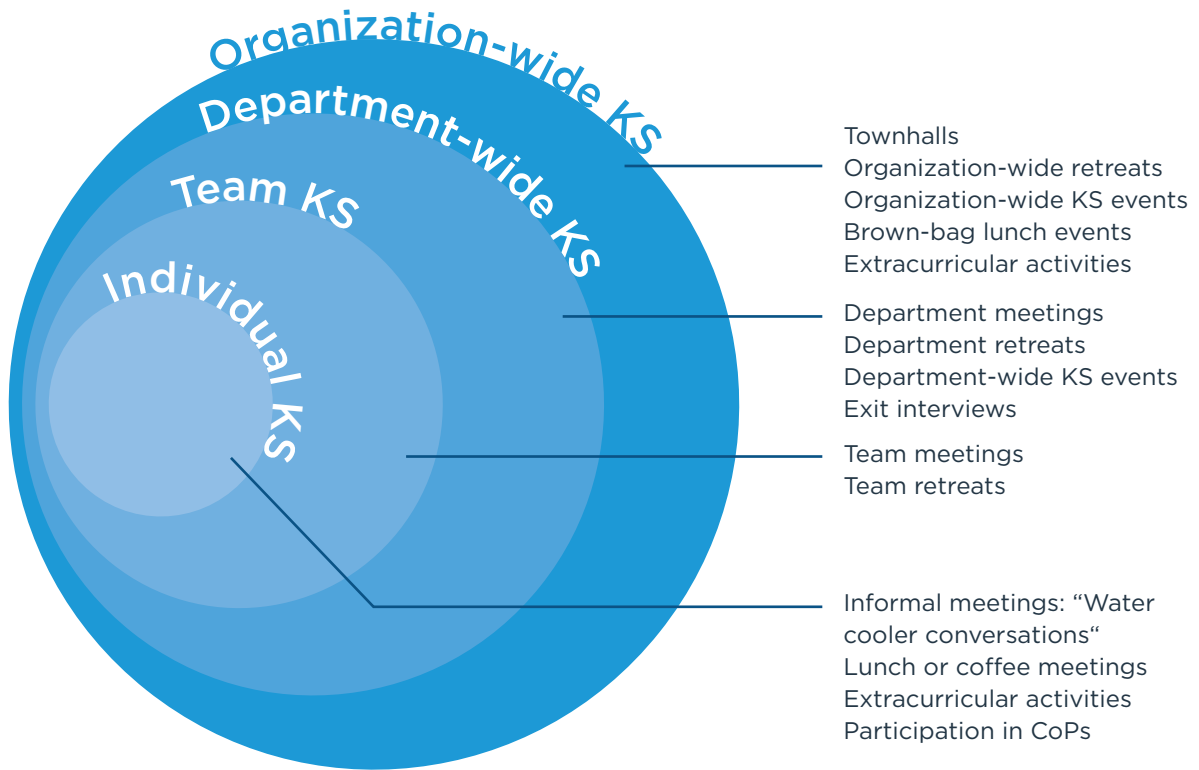 Organization-wide KS
Department-wide KS
Team KS
Individual KS
Townhalls
Organization-wide retreats
Organization-wide KS events
Brown-bag lunch events
Extracurricular activities
Department meetings
Department retreats
Department-wide KS events
Exit interviews
Team meetings
Team retreats
Informal meetings: “Water
cooler conversations“
Lunch or coffee meetings
Extracurricular activities
Participation in CoPs